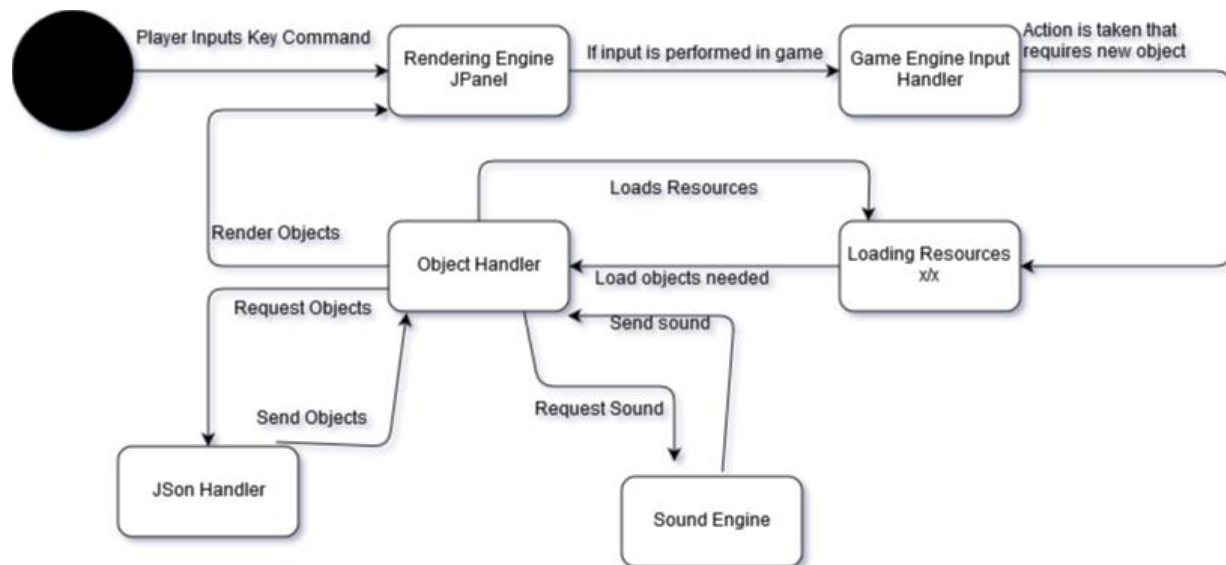 Player Inputs Key Command
Rendering Engine
JPanel
If input is performed in game
Game Engine Input
Handler
Action is taken that
requires new object
Loads Resources
Render Objects
Object Handler
Load objects needed
Loading Resources
x/x
Request Objects
Send sound
Send Objects
Request Sound
JSon Handler
Sound Engine